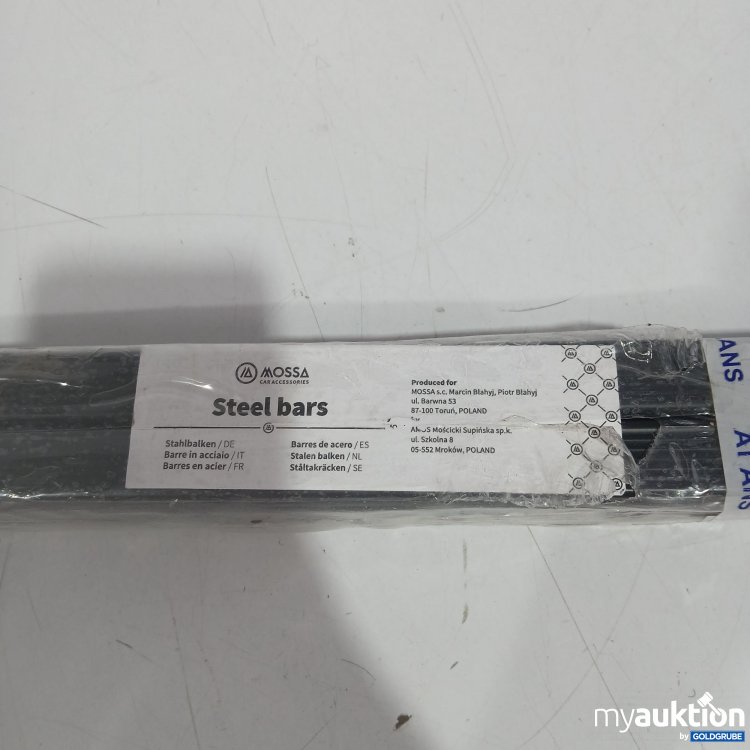 MOSSA
CAR ACCESSORIES
Steel bars
Stahlbalken / DE
Barre in acciaio / IT
Barres en acier / FR
Barres de acero / ES
Stalen balken / NL
Ståltakräcken / SE
Produced for
MOSSA s.c. Marcin Błahyj, Piotr Błahyj
ul. Barwna 53
87-100 Toruń, POLAND
Mościcki Supińska sp.k.
ul. Szkolna 8
05-552 Mroków, POLAND
ANS
myauktion
by GOLDGRUBE